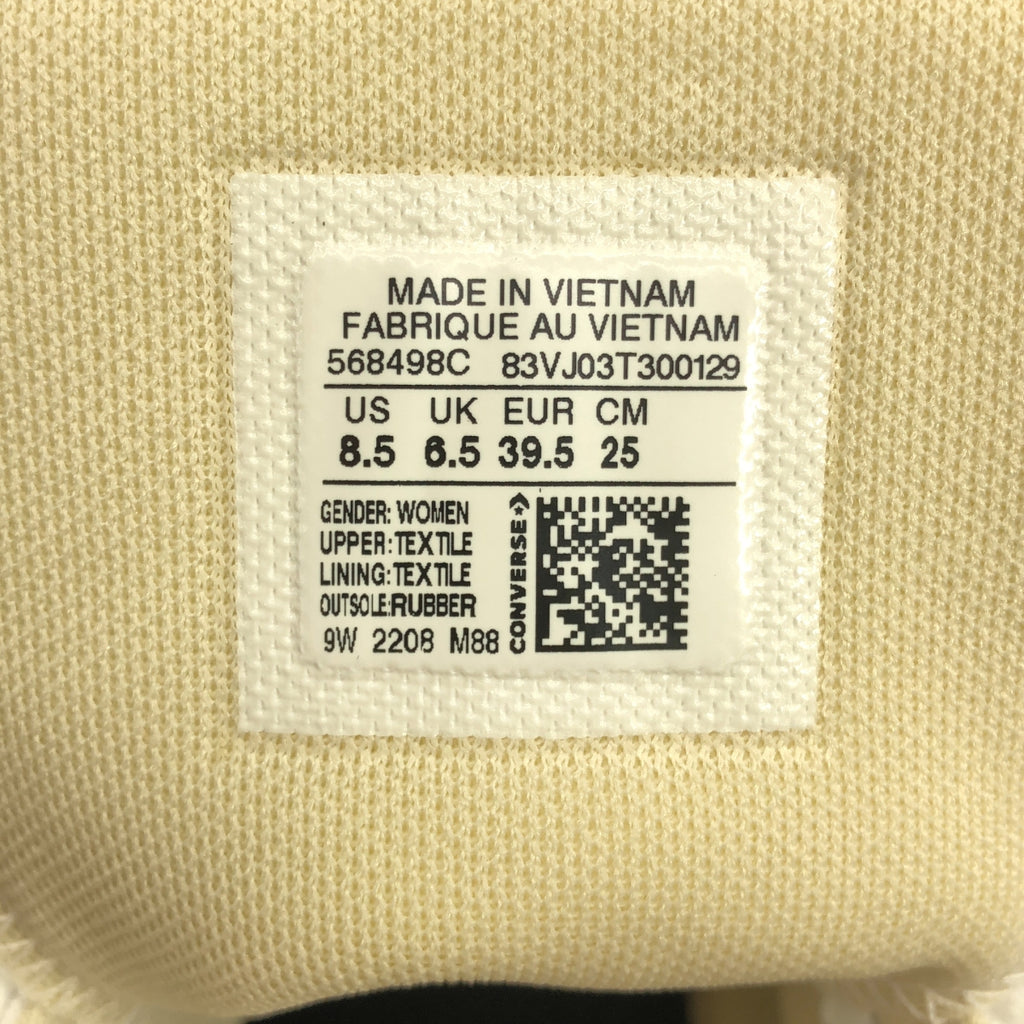 MADE IN VIETNAM
FABRIQUE AU VIETNAM
568498C 83VJ03T300129
US UK EUR CM
8.5 6.5 39.5 25
GENDER: WOMEN
UPPER:TEXTILE
LINING:TEXTILE
OUTSOLE:RUBBER
9W 2208 M88
CONVERSE